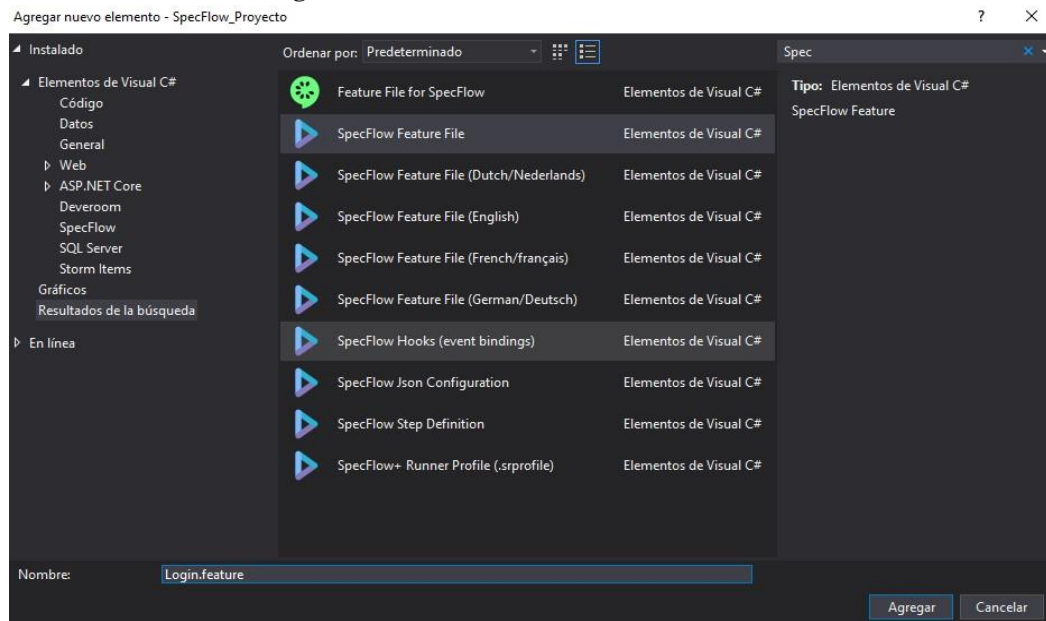 Agregar nuevo elemento - SpecFlow_Proyecto
Instalado
Elementos de Visual C#
Código
Datos
General
Web
ASP.NET Core
Deveroom
SpecFlow
SQL Server
Storm Items
Gráficos
Resultados de la búsqueda
En línea
Ordenar por: Predeterminado
Feature File for SpecFlow Elementos de Visual C#
SpecFlow Feature File Elementos de Visual C#
SpecFlow Feature File (Dutch/Nederlands) Elementos de Visual C#
SpecFlow Feature File (English) Elementos de Visual C#
SpecFlow Feature File (French/français) Elementos de Visual C#
SpecFlow Feature File (German/Deutsch) Elementos de Visual C#
SpecFlow Hooks (event bindings) Elementos de Visual C#
SpecFlow Json Configuration Elementos de Visual C#
SpecFlow Step Definition Elementos de Visual C#
SpecFlow+ Runner Profile (.srprofile) Elementos de Visual C#
Spec
Tipo: Elementos de Visual C#
SpecFlow Feature
Nombre: Login.feature
Agregar Cancelar